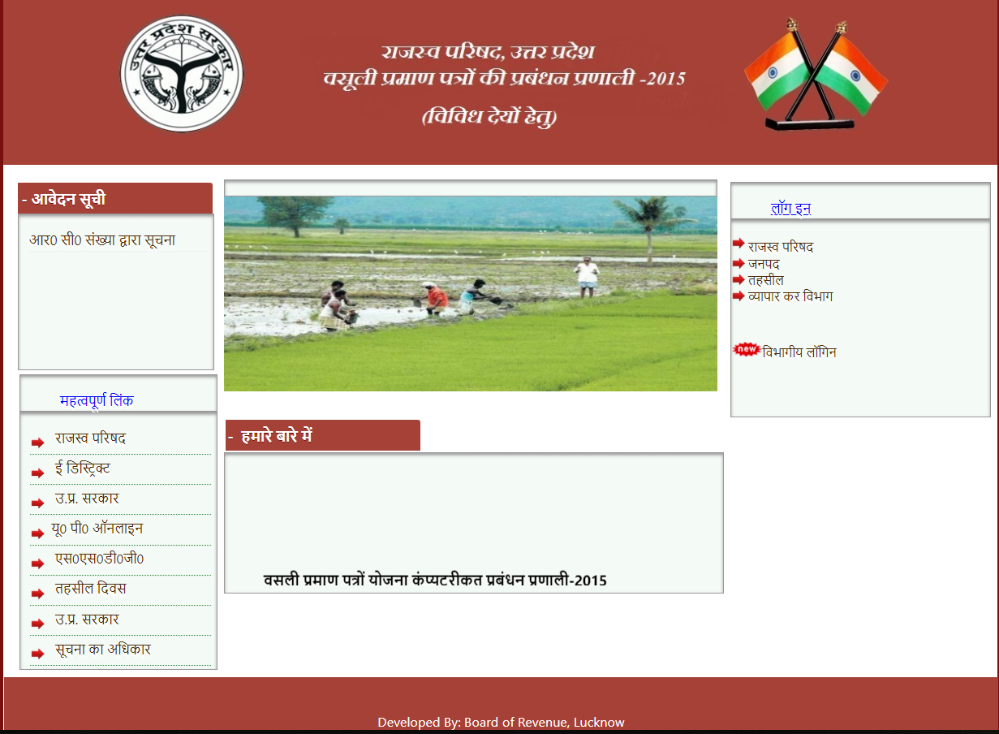 उत्तर प्रदेश सरकार
राजस्व परिषद, उत्तर प्रदेश
वसूली प्रमाण पत्रों की प्रबंधन प्रणाली -2015
(विविध देयों हेतु)
- आवेदन सूची
आर0 सी0 संख्या द्वारा सूचना
महत्वपूर्ण लिंक
राजस्व परिषद
ई डिस्ट्रिक्ट
उ.प्र. सरकार
यू0 पी0 ऑनलाइन
एस0एस0डी0जी0
तहसील दिवस
उ.प्र. सरकार
सूचना का अधिकार
- हमारे बारे में
वसली प्रमाण पत्रों योजना कंप्यटरीकत प्रबंधन प्रणाली-2015
लॉग इन
राजस्व परिषद
जनपद
तहसील
व्यापार कर विभाग
new विभागीय लॉगिन
Developed By: Board of Revenue, Lucknow